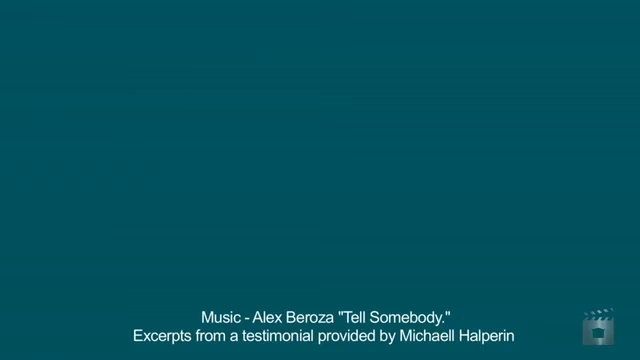 Music - Alex Beroza "Tell Somebody."
Excerpts from a testimonial provided by Michaell Halperin